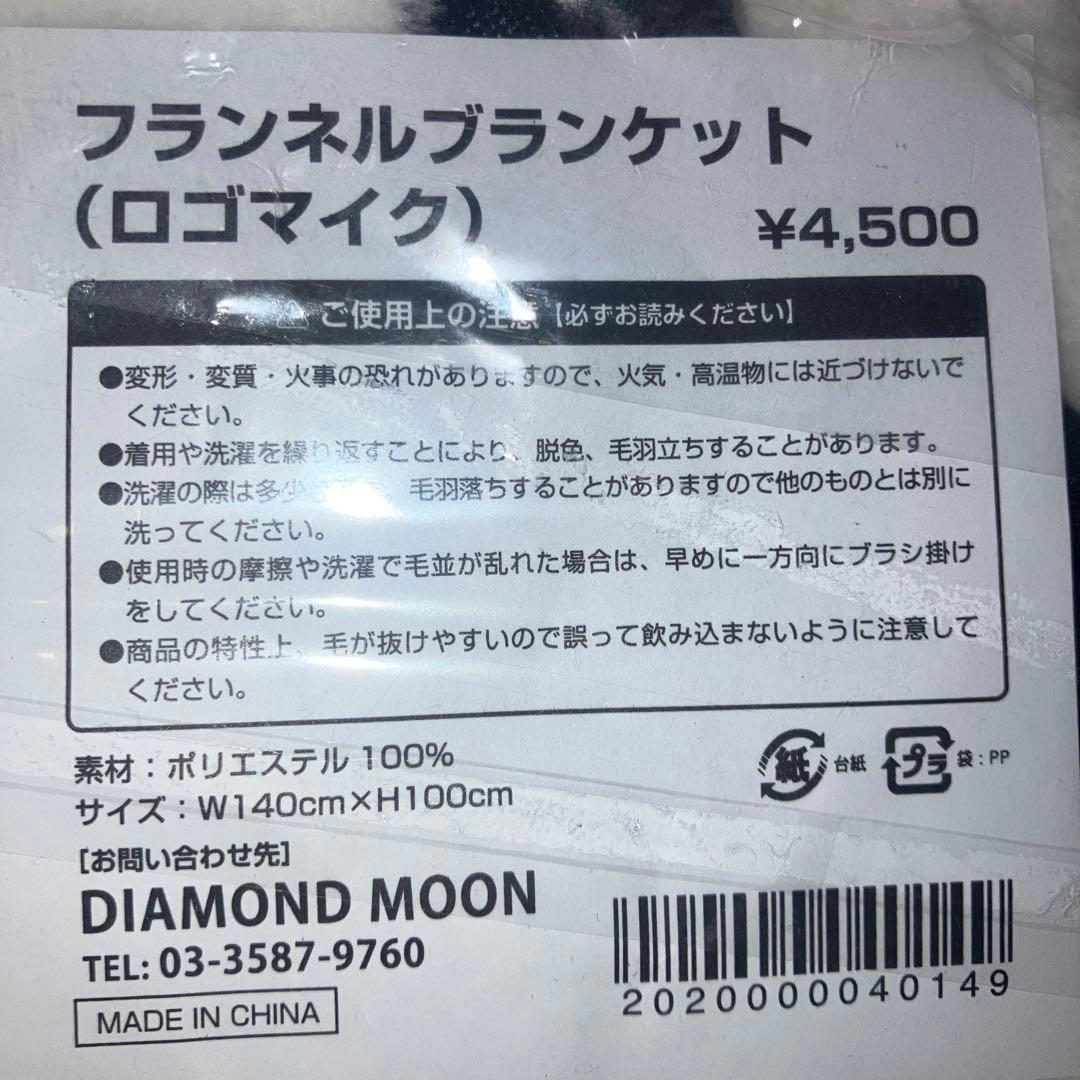 フランネルブランケット
(ロゴマイク) ¥4,500
ご使用上の注意【必ずお読みください】
●変形・変質・火事の恐れがありますので、火気・高温物には近づけないで
ください。
●着用や洗濯を繰り返すことにより、脱色、毛羽立ちすることがあります。
●洗濯の際は多少 毛羽落ちすることがありますので他のものとは別に
洗ってください。
●使用時の摩擦や洗濯で毛並が乱れた場合は、早めに一方向にブラシ掛け
をしてください。
●商品の特性上、毛が抜けやすいので誤って飲み込まないように注意して
ください。
素材：ポリエステル 100%
サイズ：W140cm×H100cm
紙 台紙 プラ 袋：PP
[お問い合わせ先]
DIAMOND MOON
TEL: 03-3587-9760
MADE IN CHINA
2020000040149